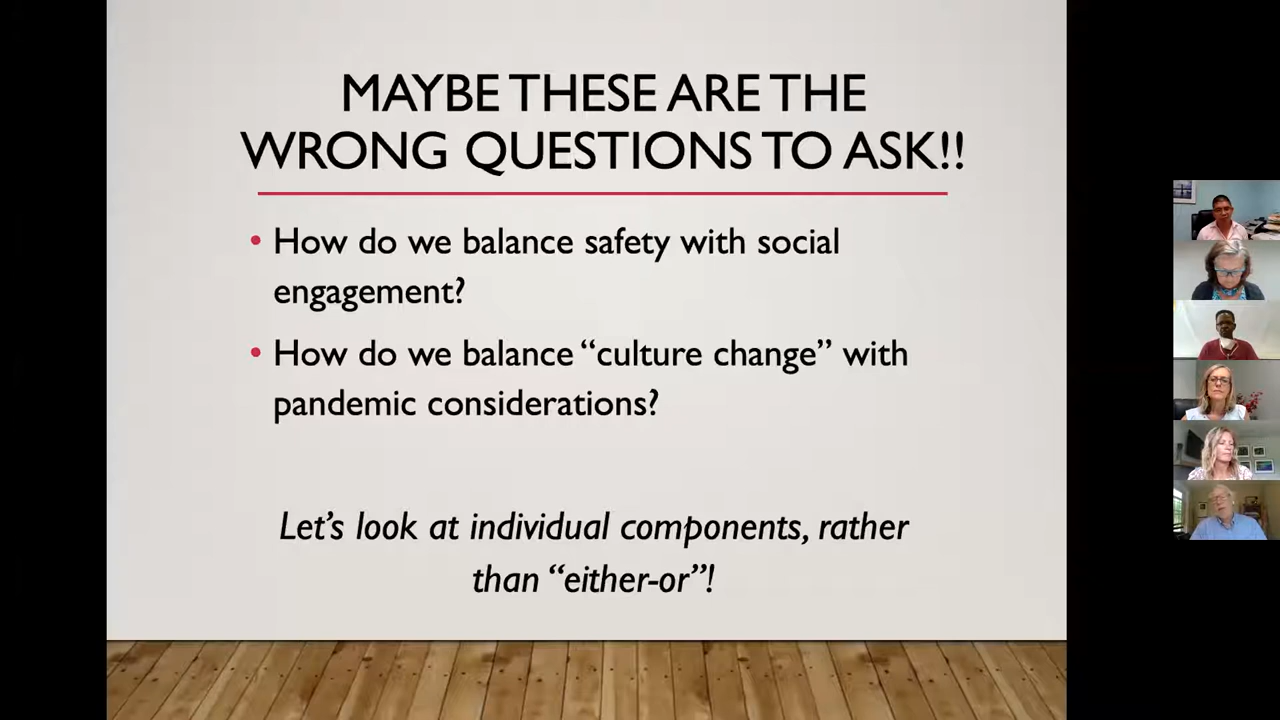 MAYBE THESE ARE THE
WRONG QUESTIONS TO ASK!!
• How do we balance safety with social
engagement?
• How do we balance “culture change” with
pandemic considerations?
Let’s look at individual components, rather
than “either-or”!